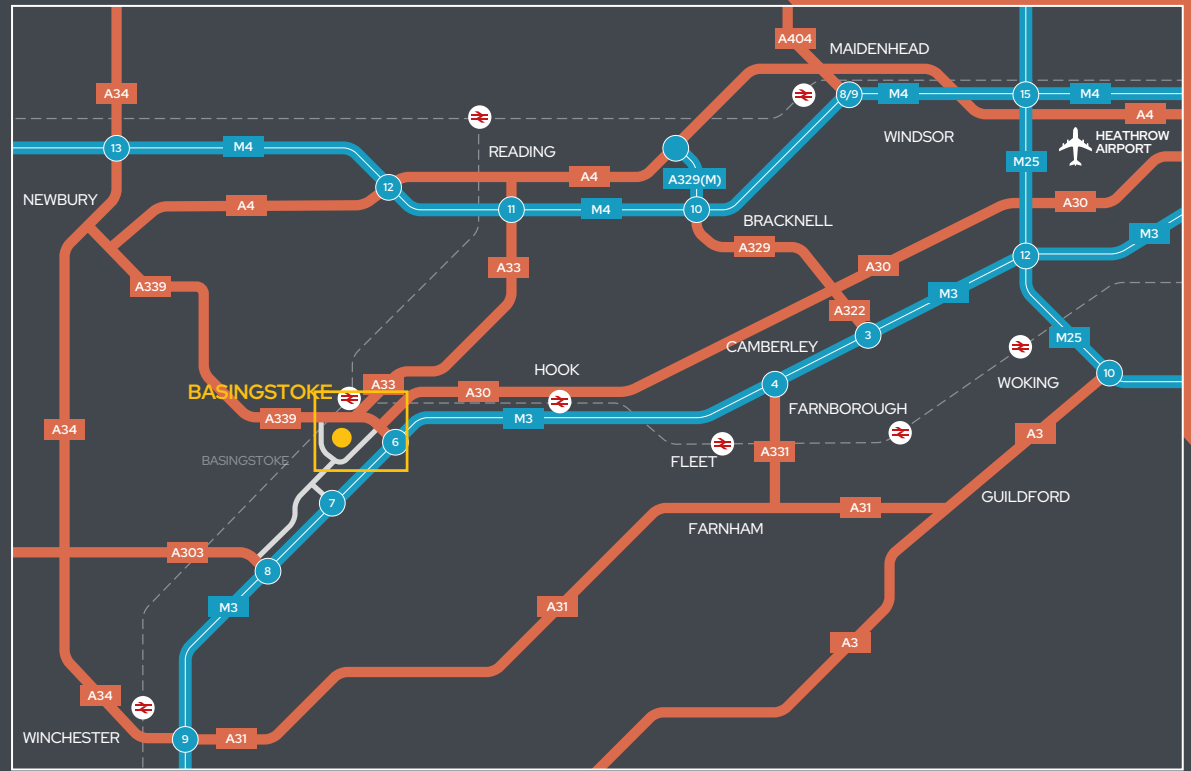 A404
MAIDENHEAD
A34
8/9
M4
15
M4
A4
HEATHROW
AIRPORT
WINDSOR
13
M4
READING
M25
A4
A329(M)
12
NEWBURY
A4
11
M4
10
A30
BRACKNELL
M3
A329
12
A33
A30
A339
M3
A322
3
M25
CAMBERLEY
HOOK
10
WOKING
A33
4
BASINGSTOKE
A30
FARNBOROUGH
A339
M3
A34
6
A3
A331
BASINGSTOKE
FLEET
7
GUILDFORD
A31
FARNHAM
A303
8
M3
A31
A3
A34
WINCHESTER
9
A31